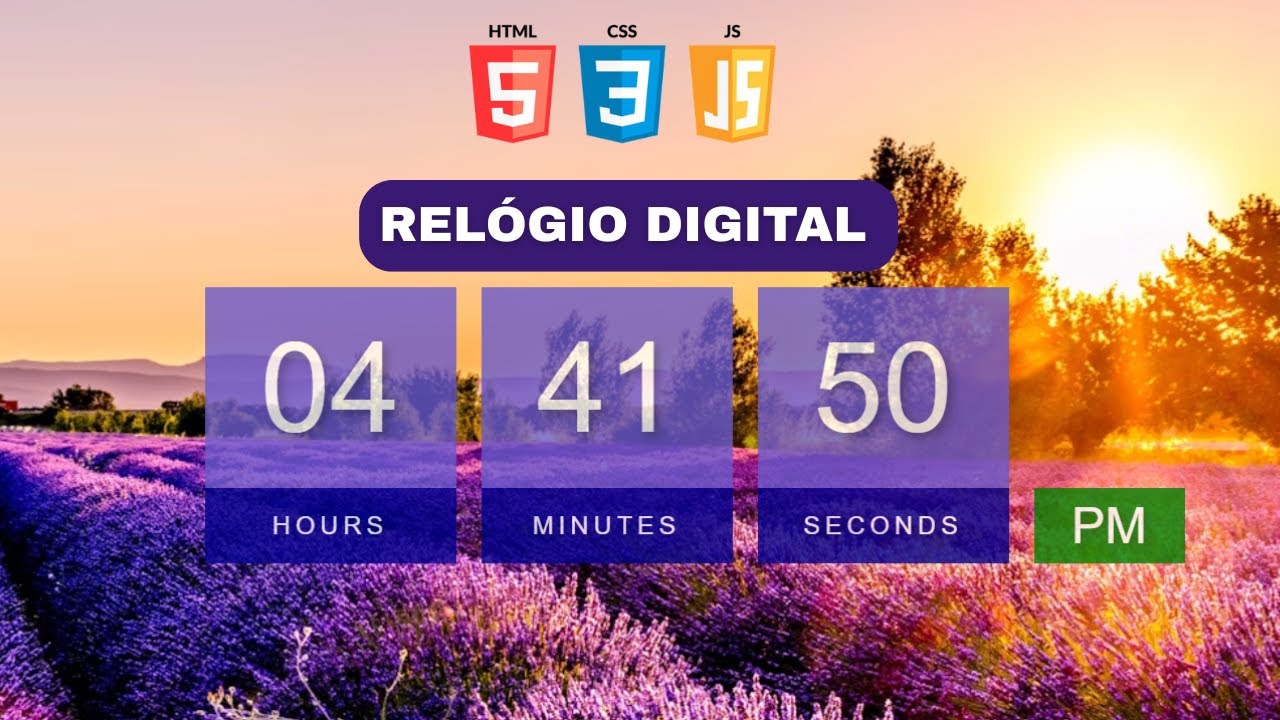 HTML CSS JS
5 3 JS
RELÓGIO DIGITAL
04 41 50
HOURS MINUTES SECONDS PM